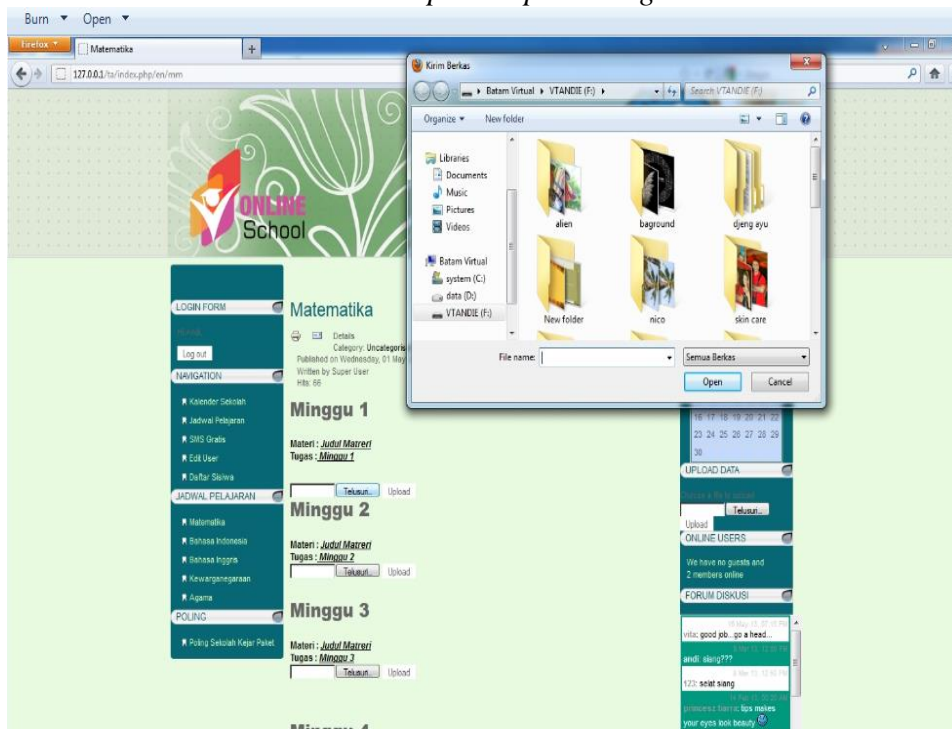 Burn Open
Firefox
Matematika
127.0.0.1/ta/index.php/en/mm
ONLINE
School
LOGIN FORM
Log out
NAVIGATION
Kalender Sekolah
Jadwal Pelajaran
SMS Gratis
Edit User
Daftar Sisiwa
JADWAL PELAJARAN
Matematika
Bahasa Indonesia
Bahasa Inggris
Kewarganegaraan
Agama
POLING
Poling Sekolah Kejar Paket
Matematika
Details
Category: Uncategoris
Published on Wednesday, 01 May
Written by Super User
Hits: 66
Minggu 1
Materi : Judul Matreri
Tugas : Minggu 1
Telusuri.. Upload
Minggu 2
Materi : Judul Matreri
Tugas : Minggu 2
Telusuri.. Upload
Minggu 3
Materi : Judul Matreri
Tugas : Minggu 3
Telusuri.. Upload
Kirim Berkas
Batam Virtual VTANDIE (F:)
Search VTANDIE (F:)
Organize New folder
Libraries
Documents
Music
Pictures
Videos
Batam Virtual
system (C:)
data (D:)
VTANDIE (F:)
alien baground djeng ayu
New folder nico skin care
File name: Semua Berkas
Open Cancel
16 17 18 19 20 21 22
23 24 25 26 27 28 29
30
UPLOAD DATA
Telusuri..
Upload
ONLINE USERS
We have no guests and
2 members online
FORUM DISKUSI
vita: good job...go a head...
andi: siang???
123: selat siang
princess barra: tips makes
your eyes look beauty